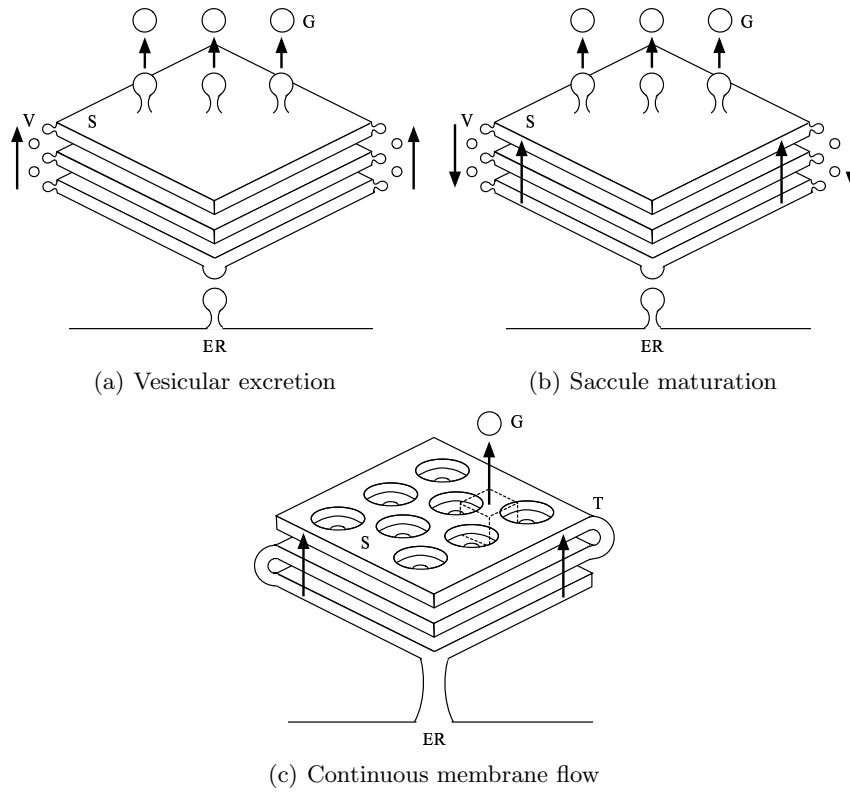 G
V
S
ER
(a) Vesicular excretion
G
V
S
ER
(b) Saccule maturation
G
T
S
ER
(c) Continuous membrane flow